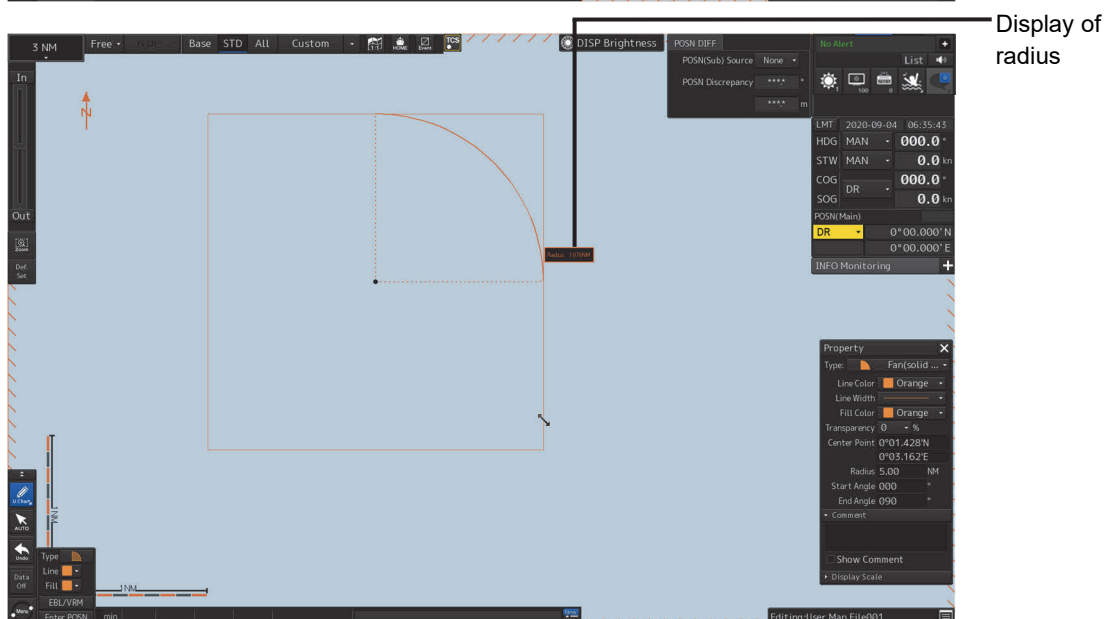 Display of
radius
3 NM
Free
Base STD All Custom
1:1 HOME Event TCS
DISP Brightness
POSN DIFF
POSN(Sub) Source None
POSN Discrepancy **** °
**** m
No Alert
List
1 100 0
In
Out
Zoom
Def.
Set
N
LMT 2020-09-04 06:35:43
HDG MAN 000.0 °
STW MAN 0.0 kn
COG 000.0 °
DR
SOG 0.0 kn
POSN(Main)
DR 0°00.000'N
0°00.000'E
INFO Monitoring
Radius 3.070NM
Property
Type: Fan(solid ...
Line Color Orange
Line Width
Fill Color Orange
Transparency 0 %
Center Point 0°01.428'N
0°03.162'E
Radius 5.00 NM
Start Angle 000 °
End Angle 090 °
Comment
Show Comment
Display Scale
U.Chart
AUTO
Undo
Data
Off
Menu
1NM
1NM
Type
Line
Fill
EBL/VRM
Enter POSN min
New
Editing:User Map File001